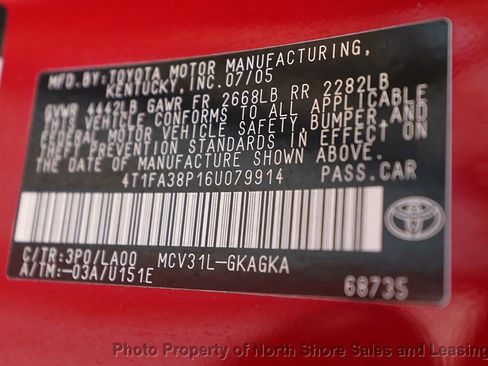 MFD.BY:TOYOTA MOTOR MANUFACTURING,
KENTUCKY,INC.07/05
GVWR 4442LB GAWR FR 2668LB RR 2282LB
THIS VEHICLE CONFORMS TO ALL APPLICABLE
FEDERAL MOTOR VEHICLE SAFETY,BUMPER,AND
THEFT PREVENTION STANDARDS IN EFFECT ON
THE DATE OF MANUFACTURE SHOWN ABOVE.
4T1FA38P16U079914 PASS.CAR
C/TR:3P0/LA00 MCV31L-GKAGKA
A/TM:-03A/U151E
68735
Photo Property of North Shore Sales and Leasing